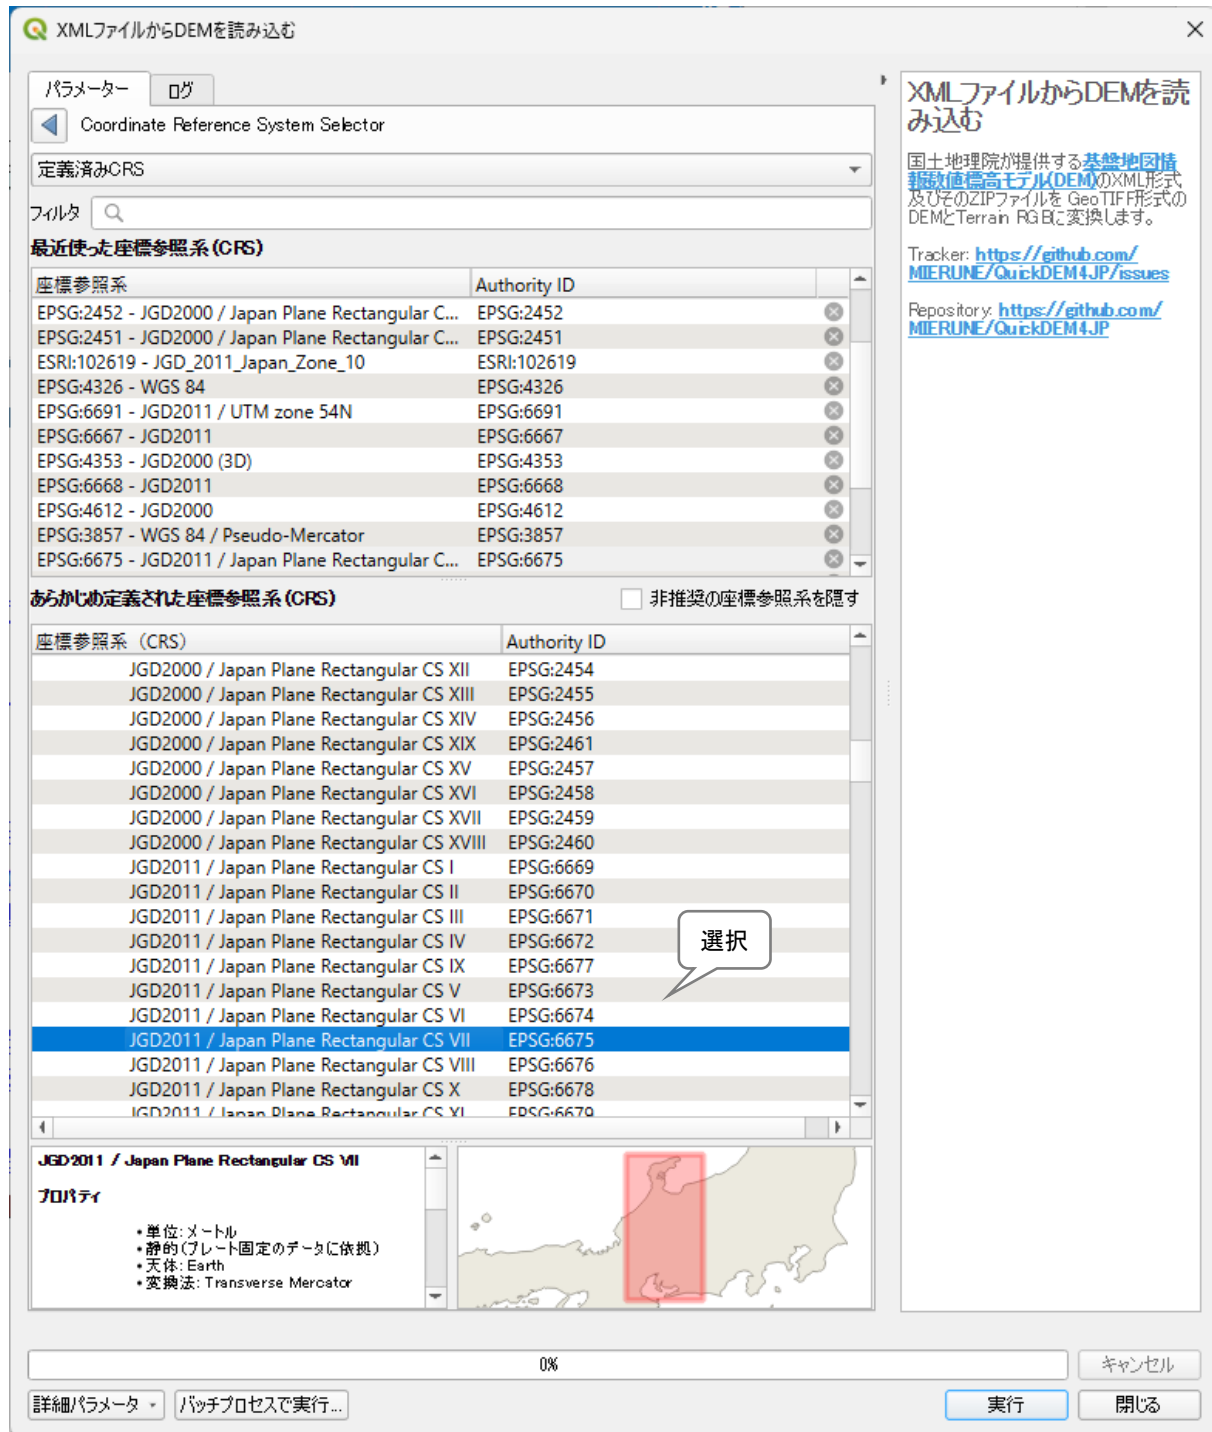 XMLファイルからDEMを読み込む
パラメーター
ログ
Coordinate Reference System Selector
定義済みCRS
フィルタ
最近使った座標参照系(CRS)
座標参照系 Authority ID
EPSG:2452 - JGD2000 / Japan Plane Rectangular C... EPSG:2452
EPSG:2451 - JGD2000 / Japan Plane Rectangular C... EPSG:2451
ESRI:102619 - JGD_2011_Japan_Zone_10 ESRI:102619
EPSG:4326 - WGS 84 EPSG:4326
EPSG:6691 - JGD2011 / UTM zone 54N EPSG:6691
EPSG:6667 - JGD2011 EPSG:6667
EPSG:4353 - JGD2000 (3D) EPSG:4353
EPSG:6668 - JGD2011 EPSG:6668
EPSG:4612 - JGD2000 EPSG:4612
EPSG:3857 - WGS 84 / Pseudo-Mercator EPSG:3857
EPSG:6675 - JGD2011 / Japan Plane Rectangular C... EPSG:6675
あらかじめ定義された座標参照系(CRS)
非推奨の座標参照系を隠す
座標参照系（CRS） Authority ID
JGD2000 / Japan Plane Rectangular CS XII EPSG:2454
JGD2000 / Japan Plane Rectangular CS XIII EPSG:2455
JGD2000 / Japan Plane Rectangular CS XIV EPSG:2456
JGD2000 / Japan Plane Rectangular CS XIX EPSG:2461
JGD2000 / Japan Plane Rectangular CS XV EPSG:2457
JGD2000 / Japan Plane Rectangular CS XVI EPSG:2458
JGD2000 / Japan Plane Rectangular CS XVII EPSG:2459
JGD2000 / Japan Plane Rectangular CS XVIII EPSG:2460
JGD2011 / Japan Plane Rectangular CS I EPSG:6669
JGD2011 / Japan Plane Rectangular CS II EPSG:6670
JGD2011 / Japan Plane Rectangular CS III EPSG:6671
JGD2011 / Japan Plane Rectangular CS IV EPSG:6672
JGD2011 / Japan Plane Rectangular CS IX EPSG:6677
JGD2011 / Japan Plane Rectangular CS V EPSG:6673
JGD2011 / Japan Plane Rectangular CS VI EPSG:6674
JGD2011 / Japan Plane Rectangular CS VII EPSG:6675
JGD2011 / Japan Plane Rectangular CS VIII EPSG:6676
JGD2011 / Japan Plane Rectangular CS X EPSG:6678
JGD2011 / Japan Plane Rectangular CS XI EPSG:6679
選択
JGD2011 / Japan Plane Rectangular CS VII
プロパティ
•単位: メートル
•静的(プレート固定のデータに依拠)
•天体: Earth
•変換法: Transverse Mercator
XMLファイルからDEMを読
み込む
国土地理院が提供する基盤地図情
報数値標高モデル(DEM)のXML形式
及びそのZIPファイルを GeoTIFF形式の
DEMとTerrain RGBに変換します。
Tracker: https://github.com/
MIERUNE/QuickDEM4JP/issues
Repository: https://github.com/
MIERUNE/QuickDEM4JP
0%
キャンセル
詳細パラメータ
バッチプロセスで実行...
実行
閉じる